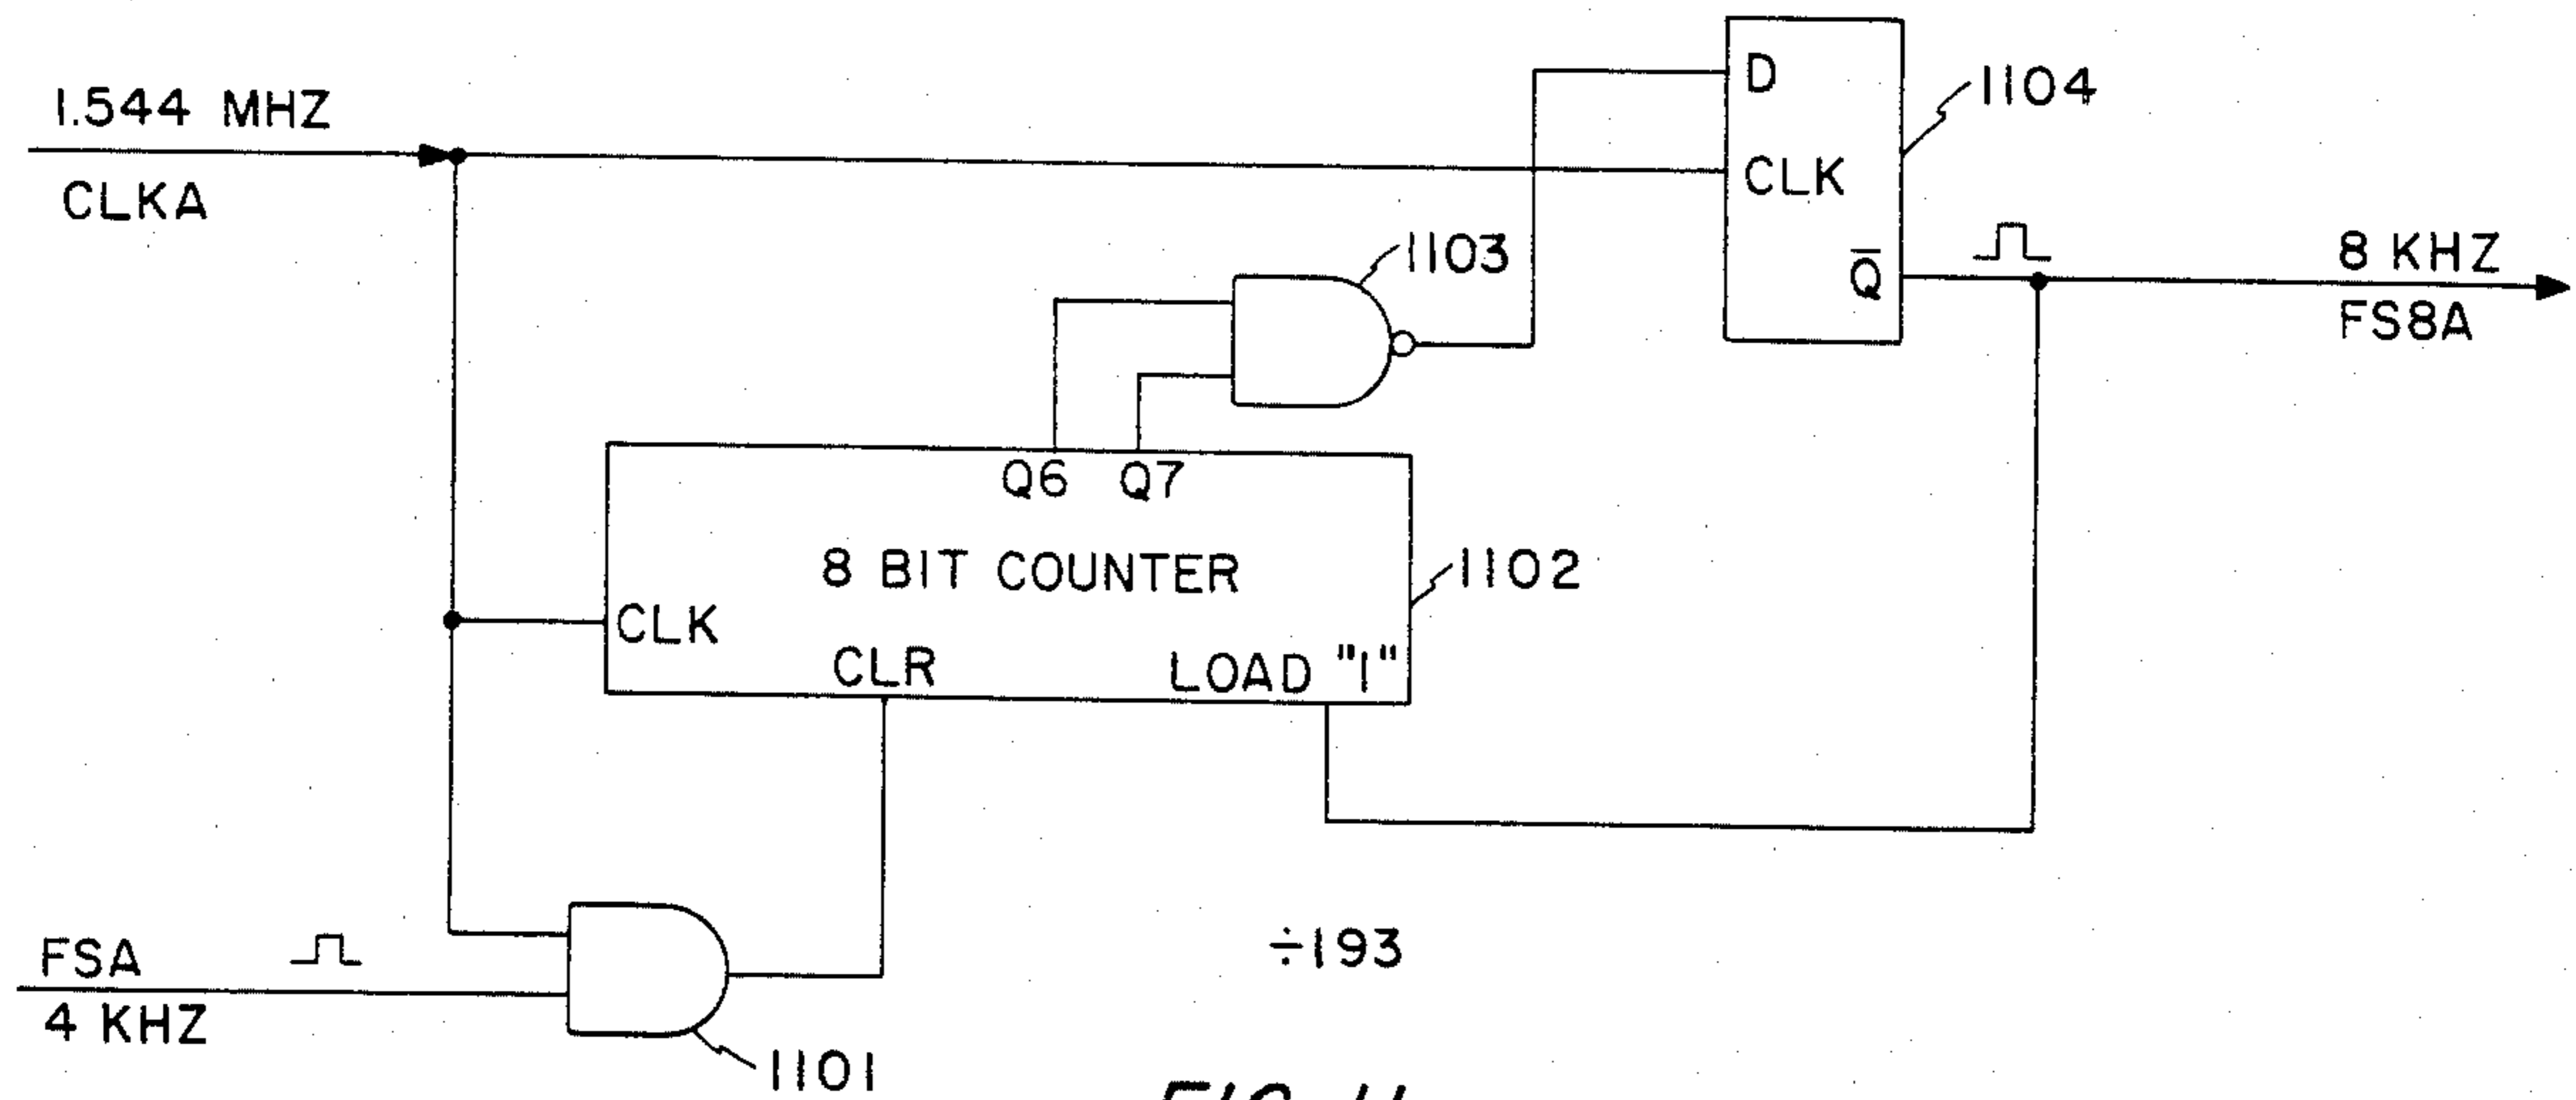 1.544 MHZ
CLKA
D
CLK
Q̅
1104
8 KHZ
FS8A
1103
Q6 Q7
8 BIT COUNTER
CLK
CLR
LOAD "1"
1102
FSA
4 KHZ
÷193
1101